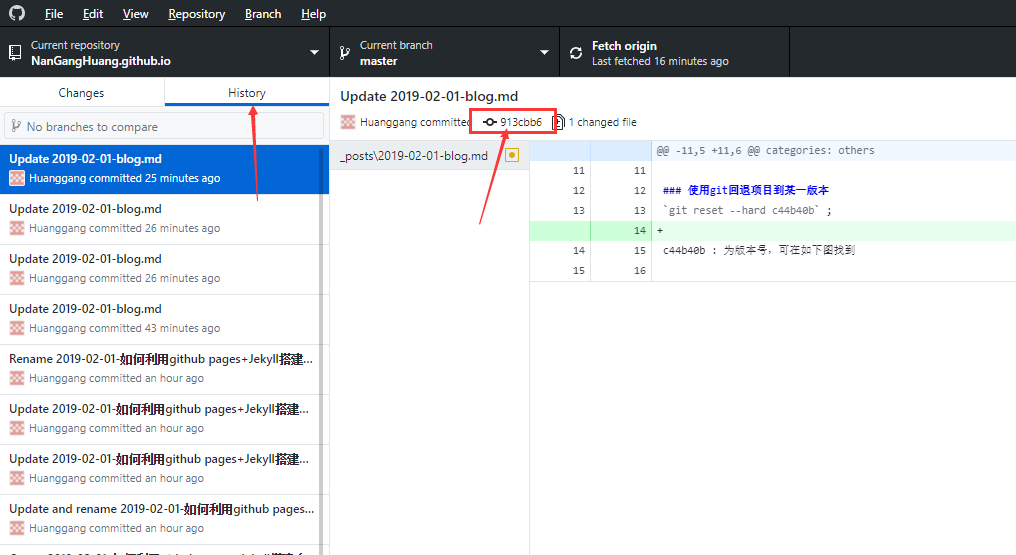 File Edit View Repository Branch Help
Current repository
NanGangHuang.github.io
Current branch
master
Fetch origin
Last fetched 16 minutes ago
Changes
History
No branches to compare
Update 2019-02-01-blog.md
Huanggang committed 25 minutes ago
Update 2019-02-01-blog.md
Huanggang committed 26 minutes ago
Update 2019-02-01-blog.md
Huanggang committed 26 minutes ago
Update 2019-02-01-blog.md
Huanggang committed 43 minutes ago
Rename 2019-02-01-如何利用github pages+Jekyll搭建...
Huanggang committed an hour ago
Update 2019-02-01-如何利用github pages+Jekyll搭建...
Huanggang committed an hour ago
Update 2019-02-01-如何利用github pages+Jekyll搭建...
Huanggang committed an hour ago
Update and rename 2019-02-01-如何利用github pages...
Huanggang committed an hour ago
Update 2019-02-01-blog.md
Huanggang committed 913cbb6 1 changed file
_posts\2019-02-01-blog.md
@@ -11,5 +11,6 @@ categories: others
11 11
12 12 ### 使用git回退项目到某一版本
13 13 `git reset --hard c44b40b` ;
14 +
14 15 c44b40b : 为版本号，可在如下图找到
15 16